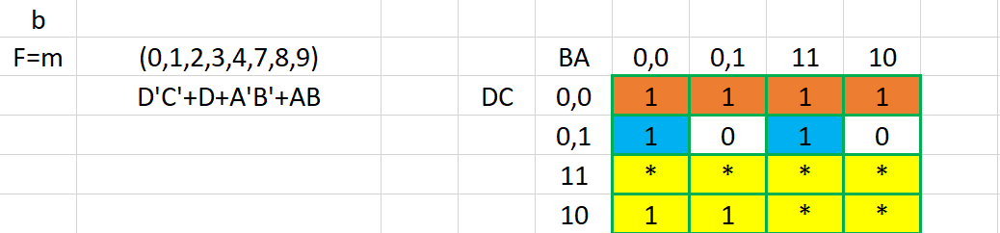 b
F=m (0,1,2,3,4,7,8,9) BA 0,0 0,1 11 10
D'C'+D+A'B'+AB DC 0,0 1 1 1 1
0,1 1 0 1 0
11 * * * *
10 1 1 * *